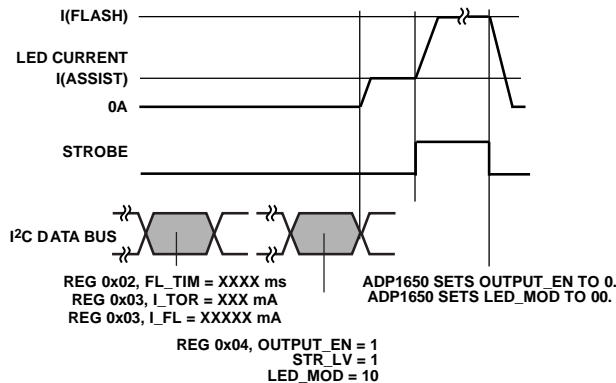 I(FLASH)
LED CURRENT
I(ASSIST)
0A
STROBE
I²C DATA BUS
REG 0x02, FL_TIM = XXXX ms
REG 0x03, I_TOR = XXX mA
REG 0x03, I_FL = XXXXX mA
ADP1650 SETS OUTPUT_EN TO 0.
ADP1650 SETS LED_MOD TO 00.
REG 0x04, OUTPUT_EN = 1
STR_LV = 1
LED_MOD = 10